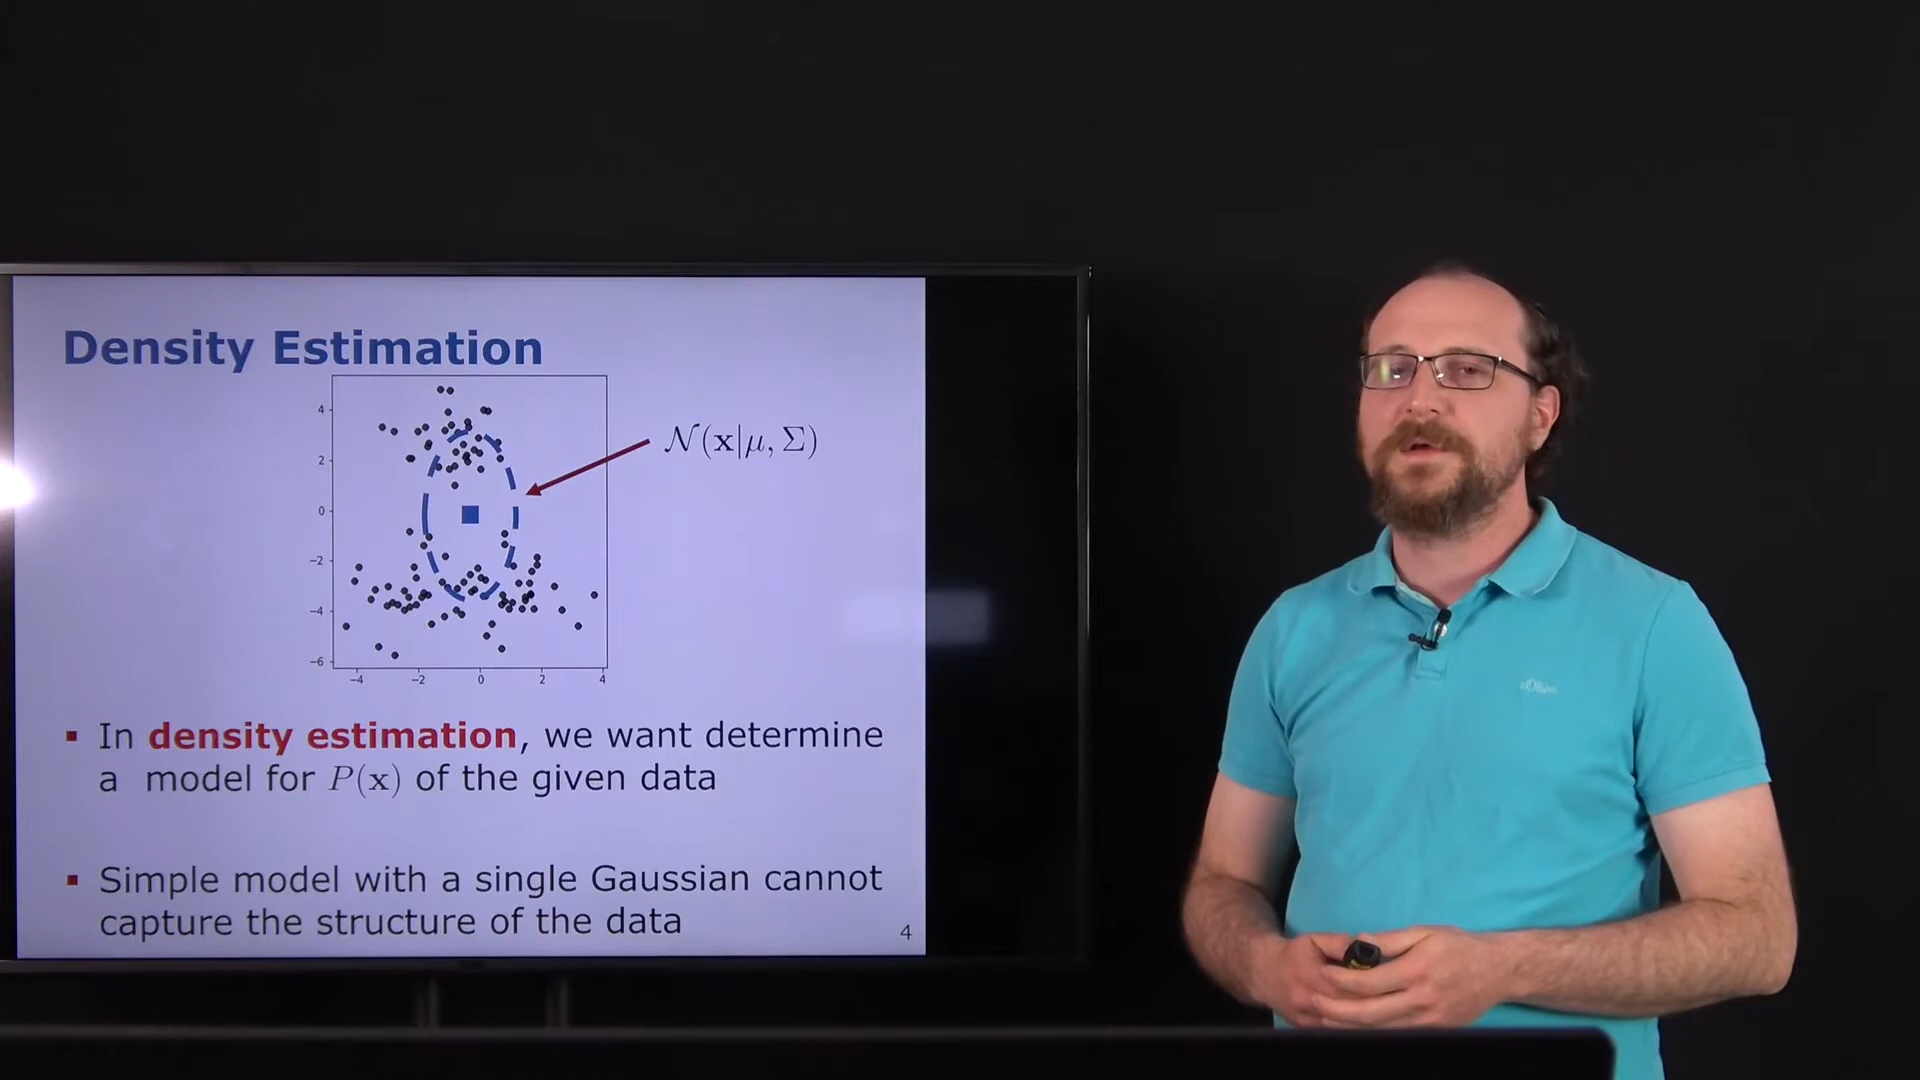 Density Estimation
4
2
0
−2
−4
−6
−4 −2 0 2 4
𝒩(x|μ, Σ)
▪ In density estimation, we want determine
a model for P(x) of the given data
▪ Simple model with a single Gaussian cannot
capture the structure of the data
4